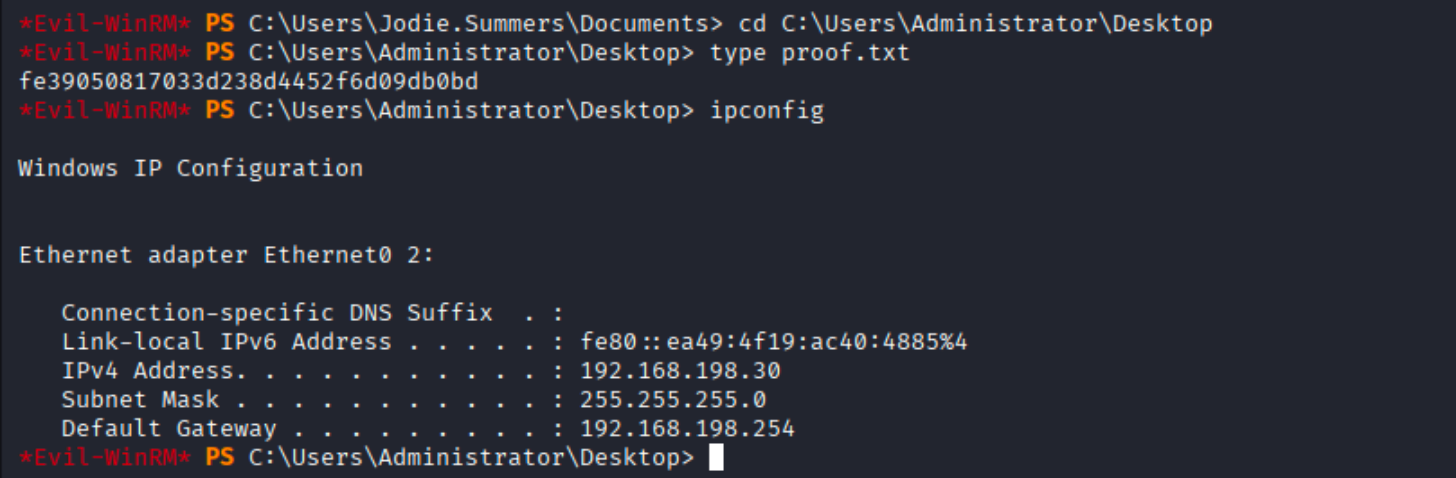 *Evil-WinRM* PS C:\Users\Jodie.Summers\Documents> cd C:\Users\Administrator\Desktop
*Evil-WinRM* PS C:\Users\Administrator\Desktop> type proof.txt
fe39050817033d238d4452f6d09db0bd
*Evil-WinRM* PS C:\Users\Administrator\Desktop> ipconfig
Windows IP Configuration
Ethernet adapter Ethernet0 2:
Connection-specific DNS Suffix  . :
Link-local IPv6 Address . . . . . : fe80::ea49:4f19:ac40:4885%4
IPv4 Address. . . . . . . . . . . : 192.168.198.30
Subnet Mask . . . . . . . . . . . : 255.255.255.0
Default Gateway . . . . . . . . . : 192.168.198.254
*Evil-WinRM* PS C:\Users\Administrator\Desktop>